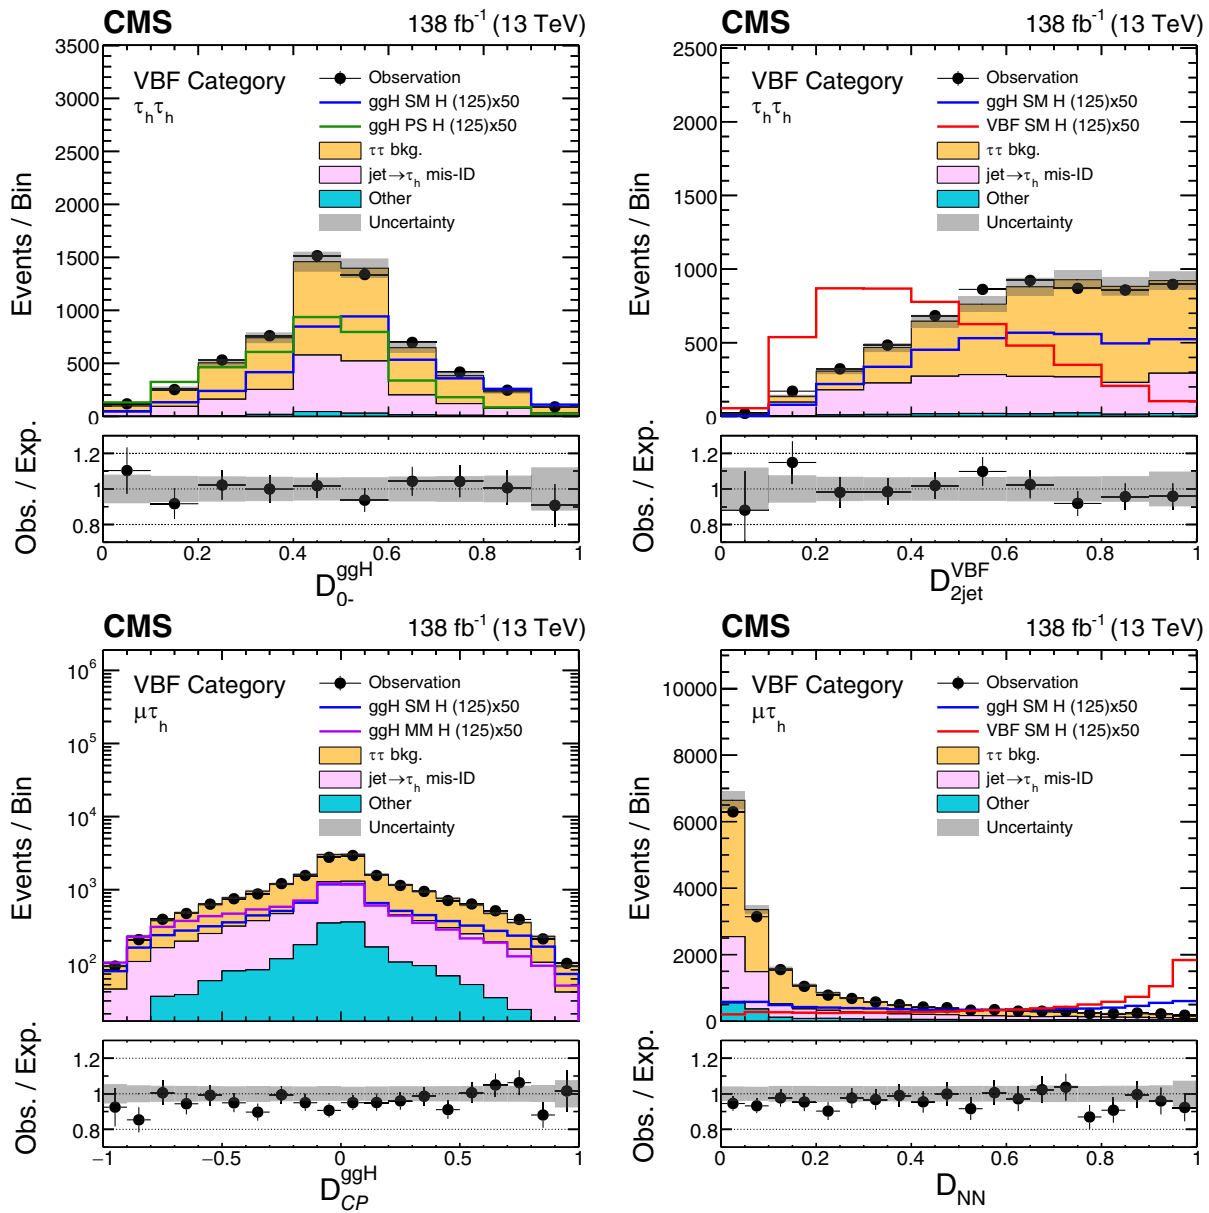 CMS 138 fb⁻¹ (13 TeV)
VBF Category
τₕτₕ
Observation
ggH SM H (125)x50
ggH PS H (125)x50
ττ bkg.
jet→τₕ mis-ID
Other
Uncertainty
Events / Bin
3500
3000
2500
2000
1500
1000
500
0
Obs. / Exp.
1.2
1
0.8
0 0.2 0.4 0.6 0.8 1
D₀₋^ggH
CMS 138 fb⁻¹ (13 TeV)
VBF Category
τₕτₕ
Observation
ggH SM H (125)x50
VBF SM H (125)x50
ττ bkg.
jet→τₕ mis-ID
Other
Uncertainty
Events / Bin
2500
2000
1500
1000
500
0
Obs. / Exp.
1.2
1
0.8
0 0.2 0.4 0.6 0.8 1
D_2jet^VBF
CMS 138 fb⁻¹ (13 TeV)
VBF Category
μτₕ
Observation
ggH SM H (125)x50
ggH MM H (125)x50
ττ bkg.
jet→τₕ mis-ID
Other
Uncertainty
Events / Bin
10⁶
10⁵
10⁴
10³
10²
Obs. / Exp.
1.2
1
0.8
−1 −0.5 0 0.5 1
D_CP^ggH
CMS 138 fb⁻¹ (13 TeV)
VBF Category
μτₕ
Observation
ggH SM H (125)x50
VBF SM H (125)x50
ττ bkg.
jet→τₕ mis-ID
Other
Uncertainty
Events / Bin
10000
8000
6000
4000
2000
0
Obs. / Exp.
1.2
1
0.8
0 0.2 0.4 0.6 0.8 1
D_NN